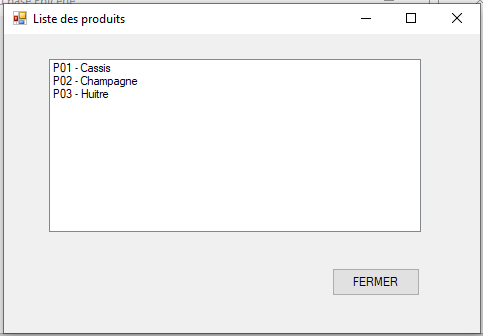 Liste des produits
P01 - Cassis
P02 - Champagne
P03 - Huitre
FERMER